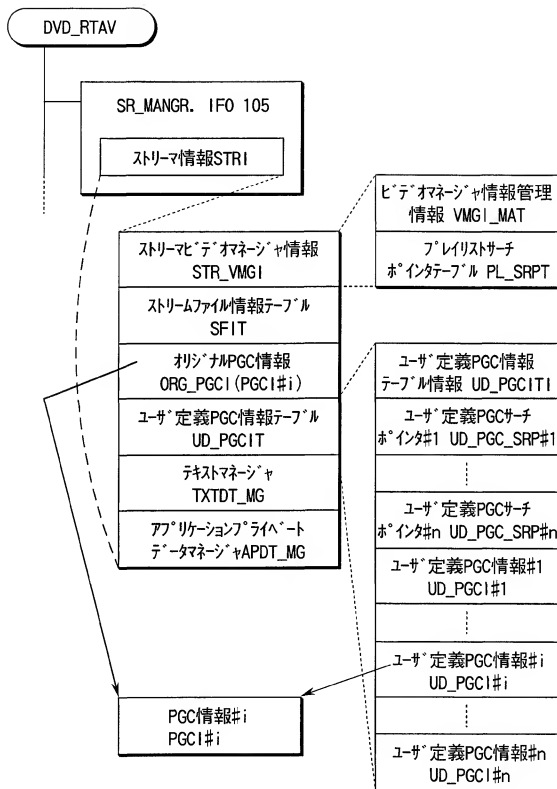 DVD_RTAV
SR_MANGR. IFO 105
ストリーマ情報STRI
ストリーマビデオマネージャ情報
STR_VMGI
ストリームファイル情報テーブル
SFIT
オリジナルPGC情報
ORG_PGCI(PGCI#i)
ユーザ定義PGC情報テーブル
UD_PGCIT
テキストマネージャ
TXTDT_MG
アプリケーションプライベート
データマネージャAPDT_MG
ビデオマネージャ情報管理
情報 VMGI_MAT
プレイリストサーチ
ポインタテーブル PL_SRPT
ユーザ定義PGC情報
テーブル情報 UD_PGCITI
ユーザ定義PGCサーチ
ポインタ#1 UD_PGC_SRP#1
ユーザ定義PGCサーチ
ポインタ#n UD_PGC_SRP#n
ユーザ定義PGC情報#1
UD_PGCI#1
ユーザ定義PGC情報#i
UD_PGCI#i
ユーザ定義PGC情報#n
UD_PGCI#n
PGC情報#i
PGCI#i